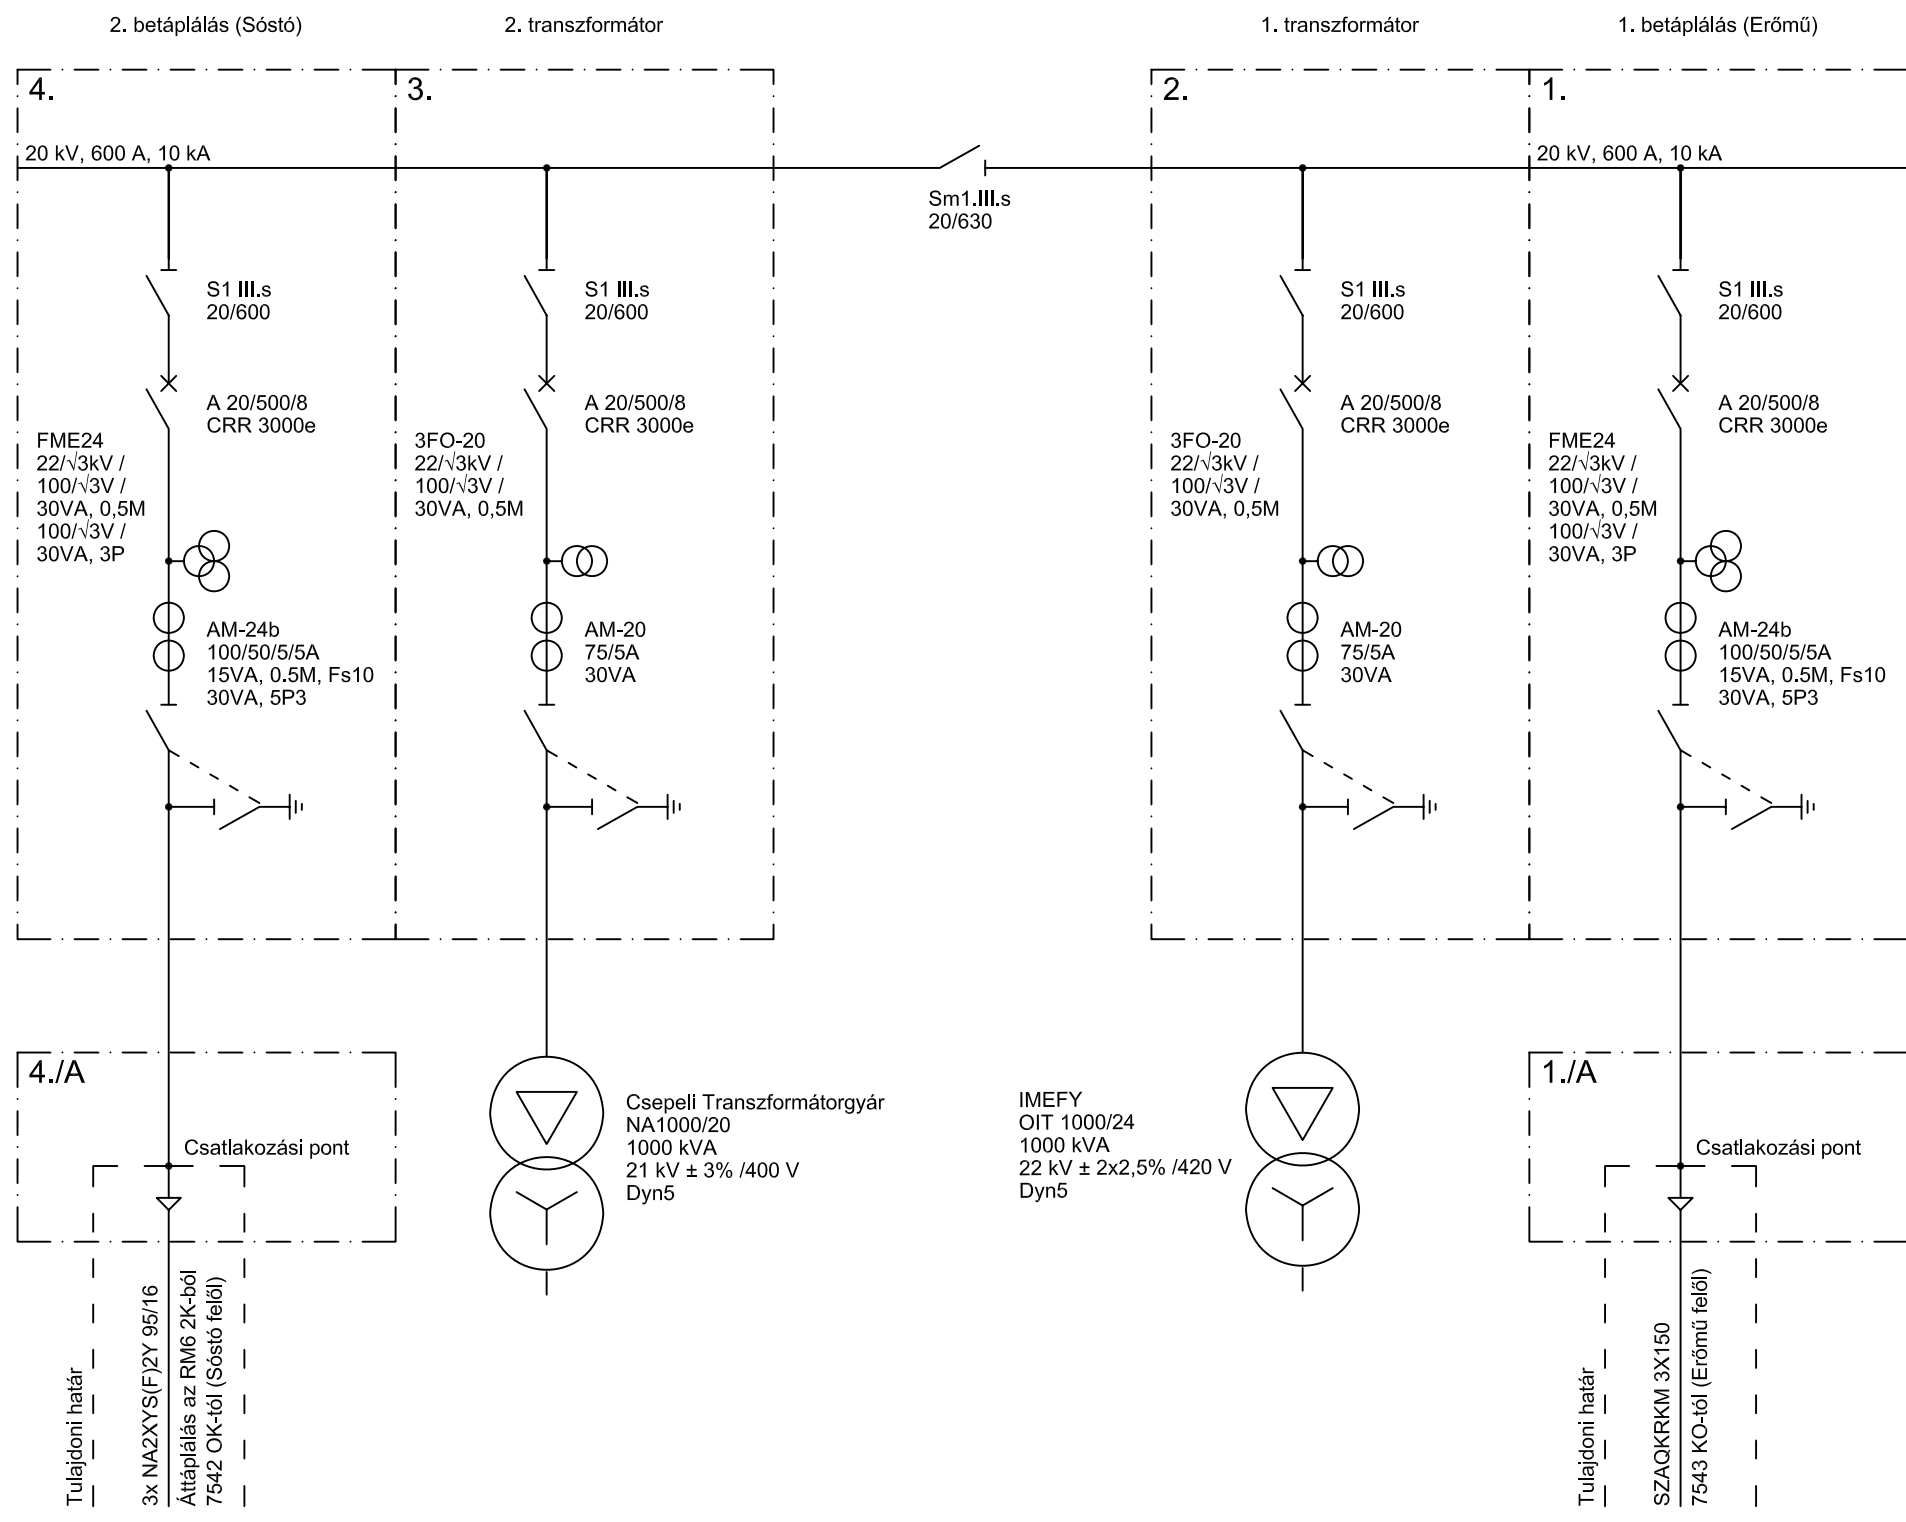 2. betáplálás (Sóstó)
2. transzformátor
1. transzformátor
1. betáplálás (Erőmű)
4.
3.
2.
1.
20 kV, 600 A, 10 kA
20 kV, 600 A, 10 kA
Sm1.III.s
20/630
S1 III.s
20/600
S1 III.s
20/600
S1 III.s
20/600
S1 III.s
20/600
A 20/500/8
CRR 3000e
A 20/500/8
CRR 3000e
A 20/500/8
CRR 3000e
A 20/500/8
CRR 3000e
FME24
22/√3kV /
100/√3V /
30VA, 0,5M
100/√3V /
30VA, 3P
3FO-20
22/√3kV /
100/√3V /
30VA, 0,5M
3FO-20
22/√3kV /
100/√3V /
30VA, 0,5M
FME24
22/√3kV /
100/√3V /
30VA, 0,5M
100/√3V /
30VA, 3P
AM-24b
100/50/5/5A
15VA, 0.5M, Fs10
30VA, 5P3
AM-20
75/5A
30VA
AM-20
75/5A
30VA
AM-24b
100/50/5/5A
15VA, 0.5M, Fs10
30VA, 5P3
4./A
Csatlakozási pont
Csepeli Transzformátorgyár
NA1000/20
1000 kVA
21 kV ± 3% /400 V
Dyn5
IMEFY
OIT 1000/24
1000 kVA
22 kV ± 2x2,5% /420 V
Dyn5
1./A
Csatlakozási pont
Tulajdoni határ
3x NA2XYS(F)2Y 95/16
Áttáplálás az RM6 2K-ból
7542 OK-tól (Sóstó felől)
Tulajdoni határ
SZAQKRKM 3X150
7543 KO-tól (Erőmű felől)